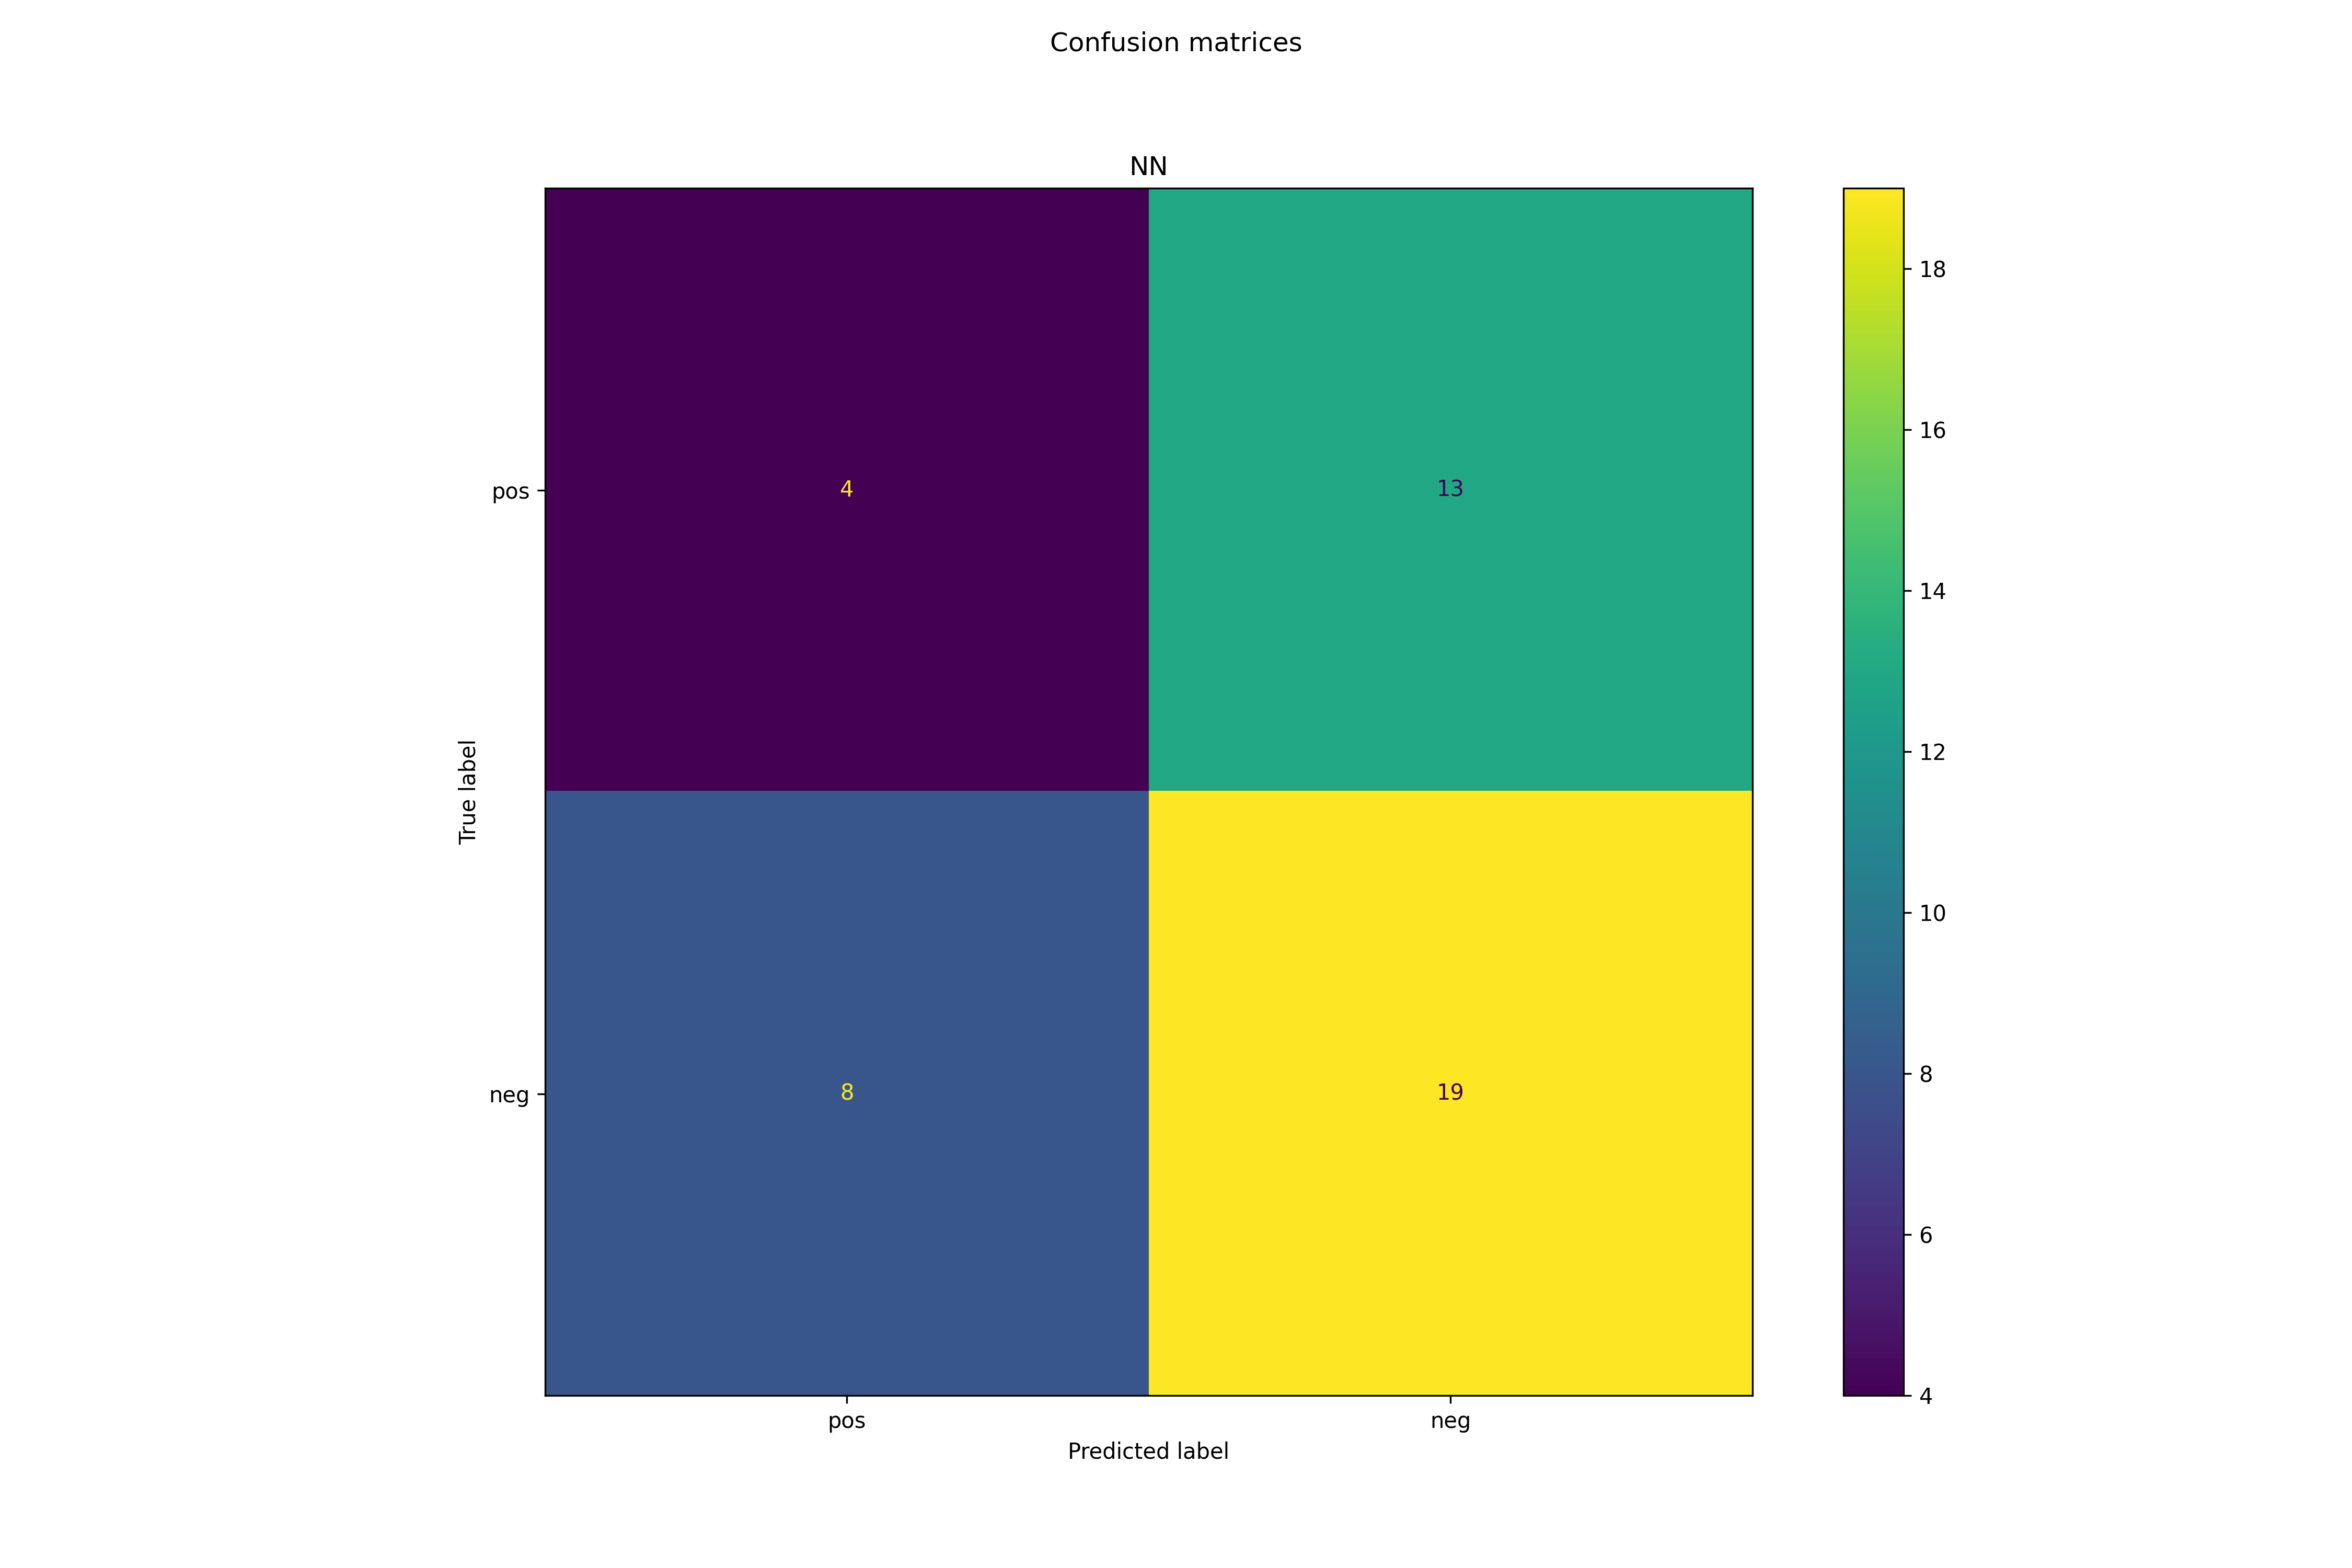 Confusion matrices
NN
18
16
14
12
10
8
6
4
True label
pos
4
13
neg
8
19
pos
neg
Predicted label